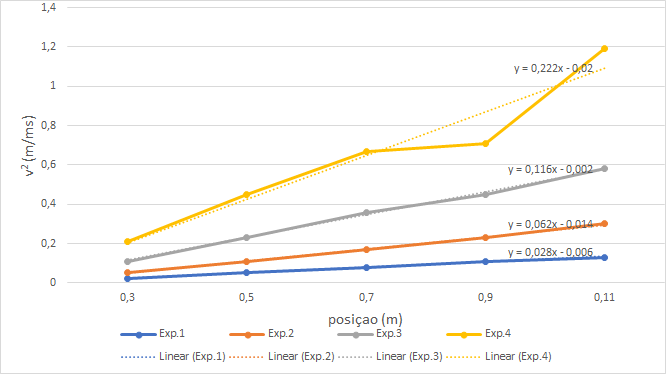 1,4
1,2
1
0,8
0,6
0,4
0,2
0
v² (m/ms)
y = 0,222x - 0,02
y = 0,116x - 0,002
y = 0,062x - 0,014
y = 0,028x - 0,006
0,3 0,5 0,7 0,9 0,11
posiçao (m)
Exp.1 Exp.2 Exp.3 Exp.4
Linear (Exp.1) Linear (Exp.2) Linear (Exp.3) Linear (Exp.4)